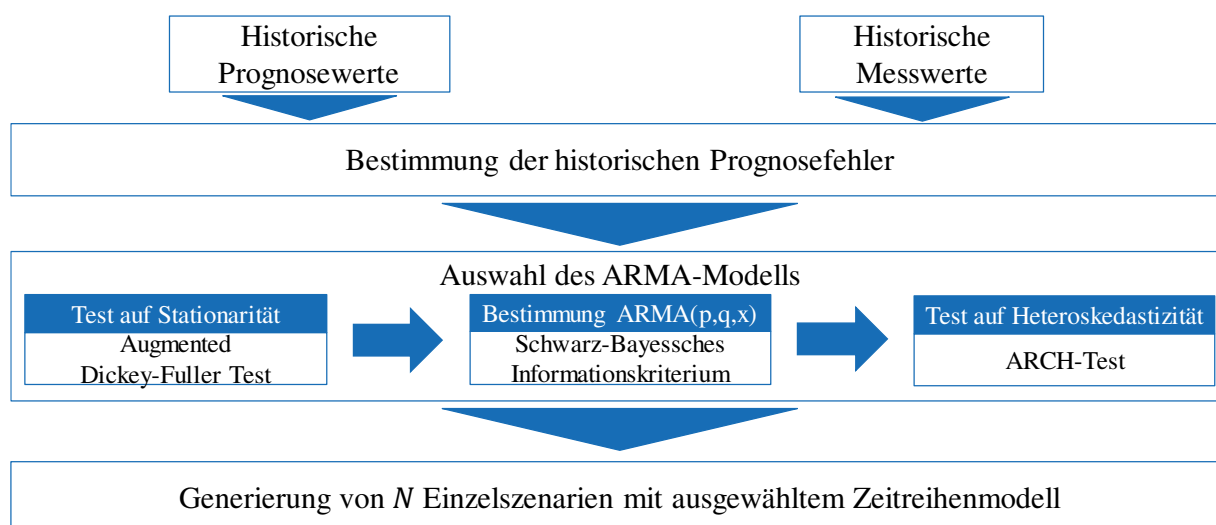 Historische
Prognosewerte
Historische
Messwerte
Bestimmung der historischen Prognosefehler
Auswahl des ARMA-Modells
Test auf Stationarität
Augmented
Dickey-Fuller Test
Bestimmung ARMA(p,q,x)
Schwarz-Bayessches
Informationskriterium
Test auf Heteroskedastizität
ARCH-Test
Generierung von N Einzelszenarien mit ausgewähltem Zeitreihenmodell